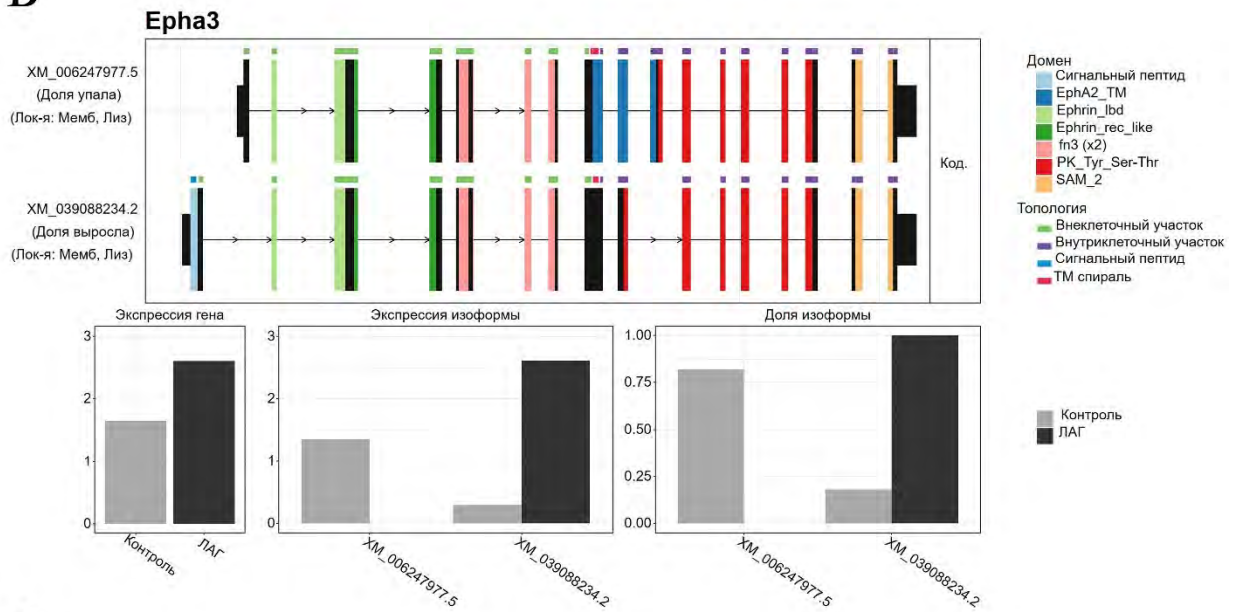 Epha3
XM_006247977.5
(Доля упала)
(Лок-я: Мемб, Лиз)
XM_039088234.2
(Доля выросла)
(Лок-я: Мемб, Лиз)
Код.
Домен
Сигнальный пептид
EphA2_TM
Ephrin_lbd
Ephrin_rec_like
fn3 (x2)
PK_Tyr_Ser-Thr
SAM_2
Топология
Внеклеточный участок
Внутриклеточный участок
Сигнальный пептид
ТМ спираль
Экспрессия гена
3
2
1
0
Контроль
ЛАГ
Экспрессия изоформы
3
2
1
0
XM_006247977.5
XM_039088234.2
Доля изоформы
1.00
0.75
0.50
0.25
0.00
XM_006247977.5
XM_039088234.2
Контроль
ЛАГ